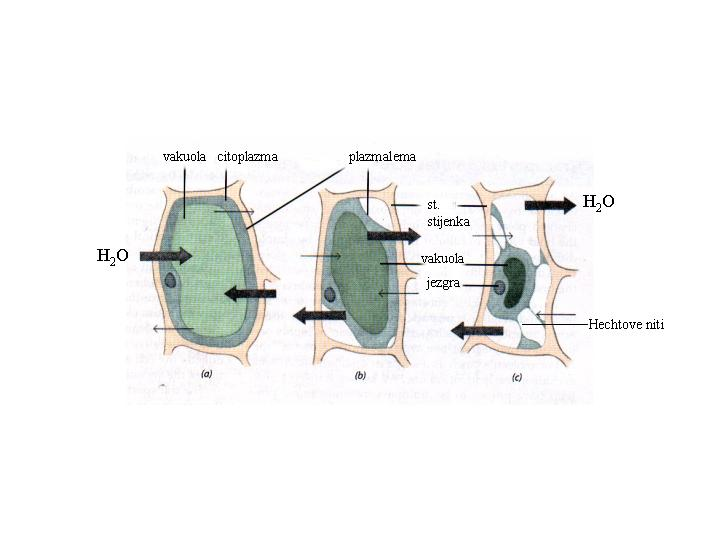 vakuola citoplazma plazmalema
st.
stijenka
H₂O
H₂O
vakuola
jezgra
Hechtove niti
(a) (b) (c)